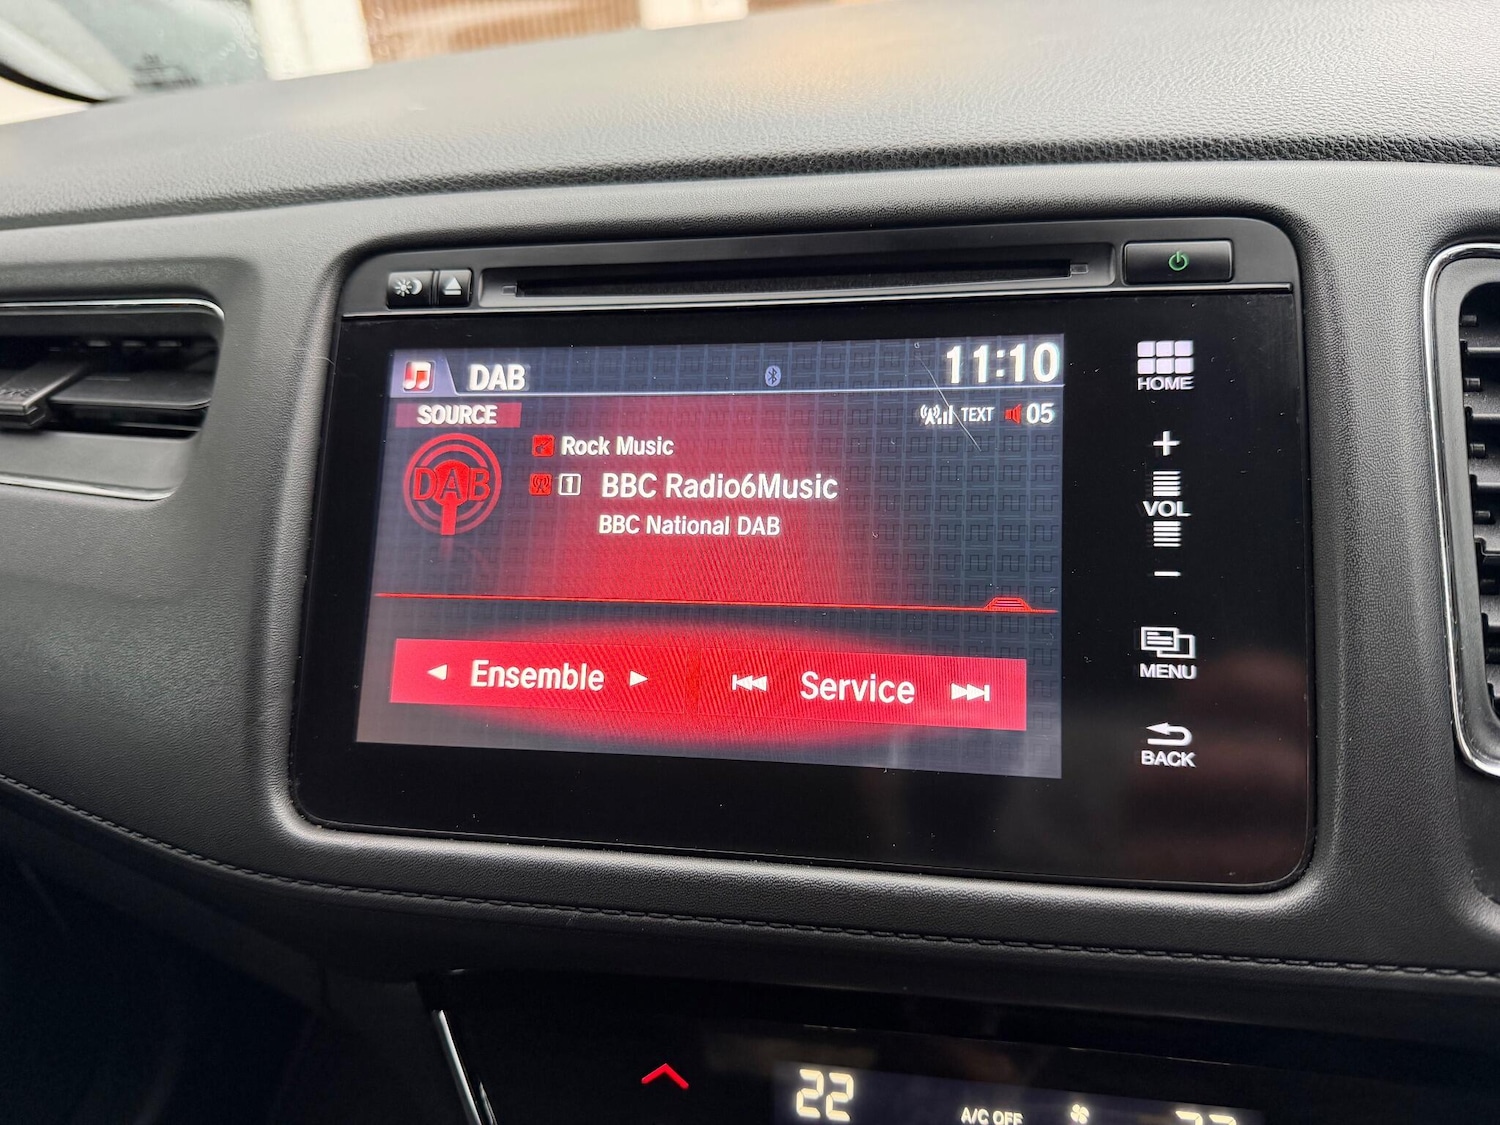 DAB
11:10
SOURCE
TEXT
05
Rock Music
1
BBC Radio6Music
BBC National DAB
DAB
Ensemble
Service
HOME
+
VOL
-
MENU
BACK
22
A/C OFF